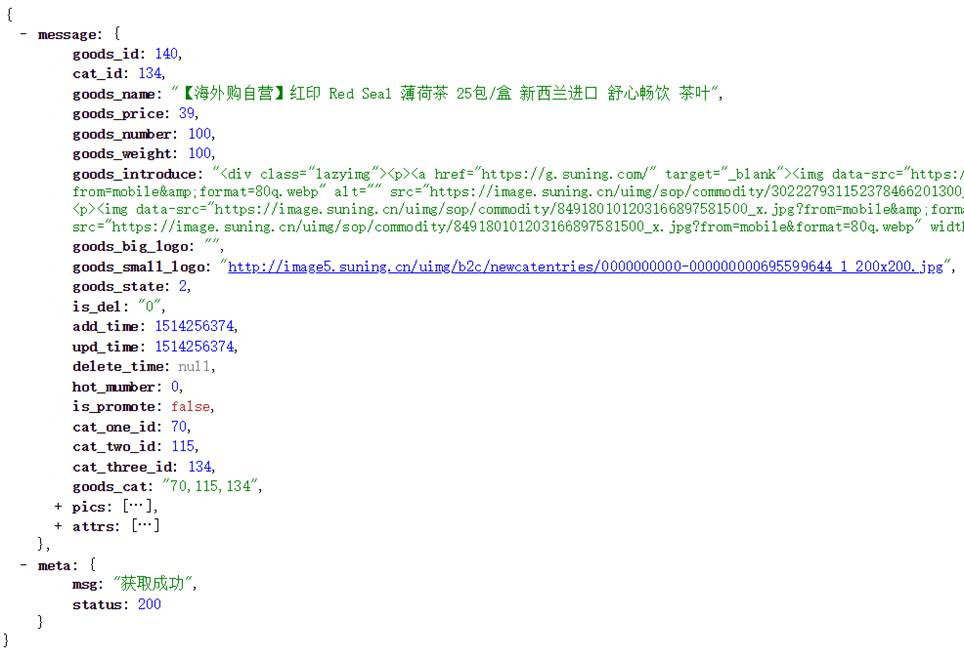 {
- message: {
goods_id: 140,
cat_id: 134,
goods_name: "【海外购自营】红印 Red Seal 薄荷茶 25包/盒 新西兰进口 舒心畅饮 茶叶",
goods_price: 39,
goods_number: 100,
goods_weight: 100,
goods_introduce: "<div class="lazyimg"><p><a href="https://g.suning.com/" target="_blank"><img data-src="https:/
from=mobile&amp;format=80q.webp" alt="" src="https://image.suning.cn/uimg/sop/commodity/302227931152378466201300_
<p><img data-src="https://image.suning.cn/uimg/sop/commodity/849180101203166897581500_x.jpg?from=mobile&amp;forma
src="https://image.suning.cn/uimg/sop/commodity/849180101203166897581500_x.jpg?from=mobile&format=80q.webp" widt
goods_big_logo: "",
goods_small_logo: "http://image5.suning.cn/uimg/b2c/newcatentries/0000000000-000000000695599644_1_200x200.jpg",
goods_state: 2,
is_del: "0",
add_time: 1514256374,
upd_time: 1514256374,
delete_time: null,
hot_mumber: 0,
is_promote: false,
cat_one_id: 70,
cat_two_id: 115,
cat_three_id: 134,
goods_cat: "70,115,134",
+ pics: […],
+ attrs: […]
},
- meta: {
msg: "获取成功",
status: 200
}
}